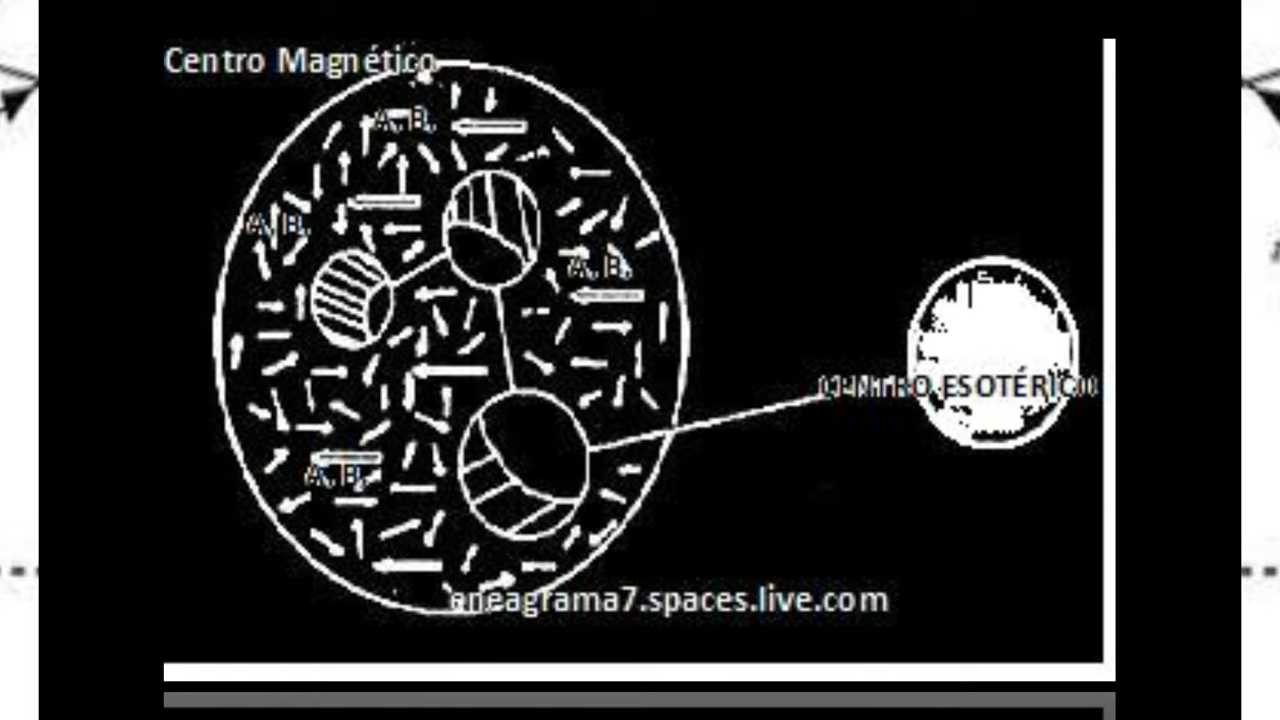 Centro Magnético
A, B,
A, B,
A, B,
CENTRO ESOTÉRICO
A, B,
eneagrama7.spaces.live.com